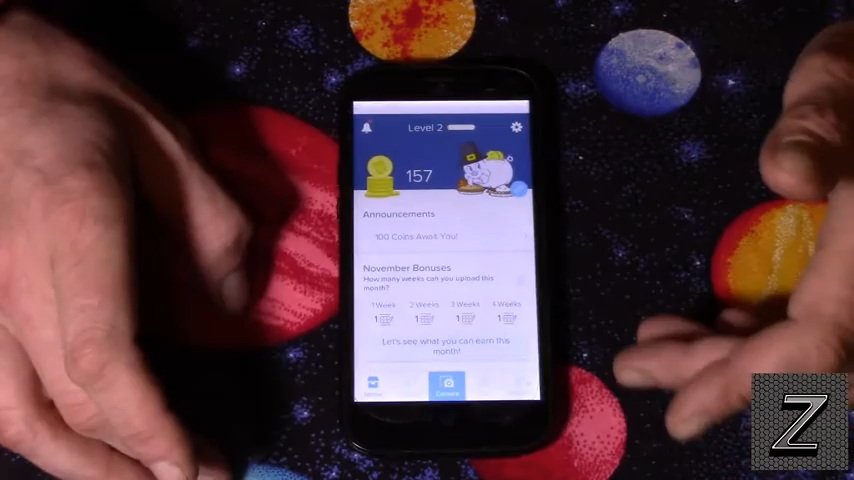 Level 2
157
Announcements
100 Coins Await You!
November Bonuses
How many weeks can you upload this
month?
1 Week 2 Weeks 3 Weeks 4 Weeks
1 1 1 1
Let's see what you can earn this
month!
Camera
Z